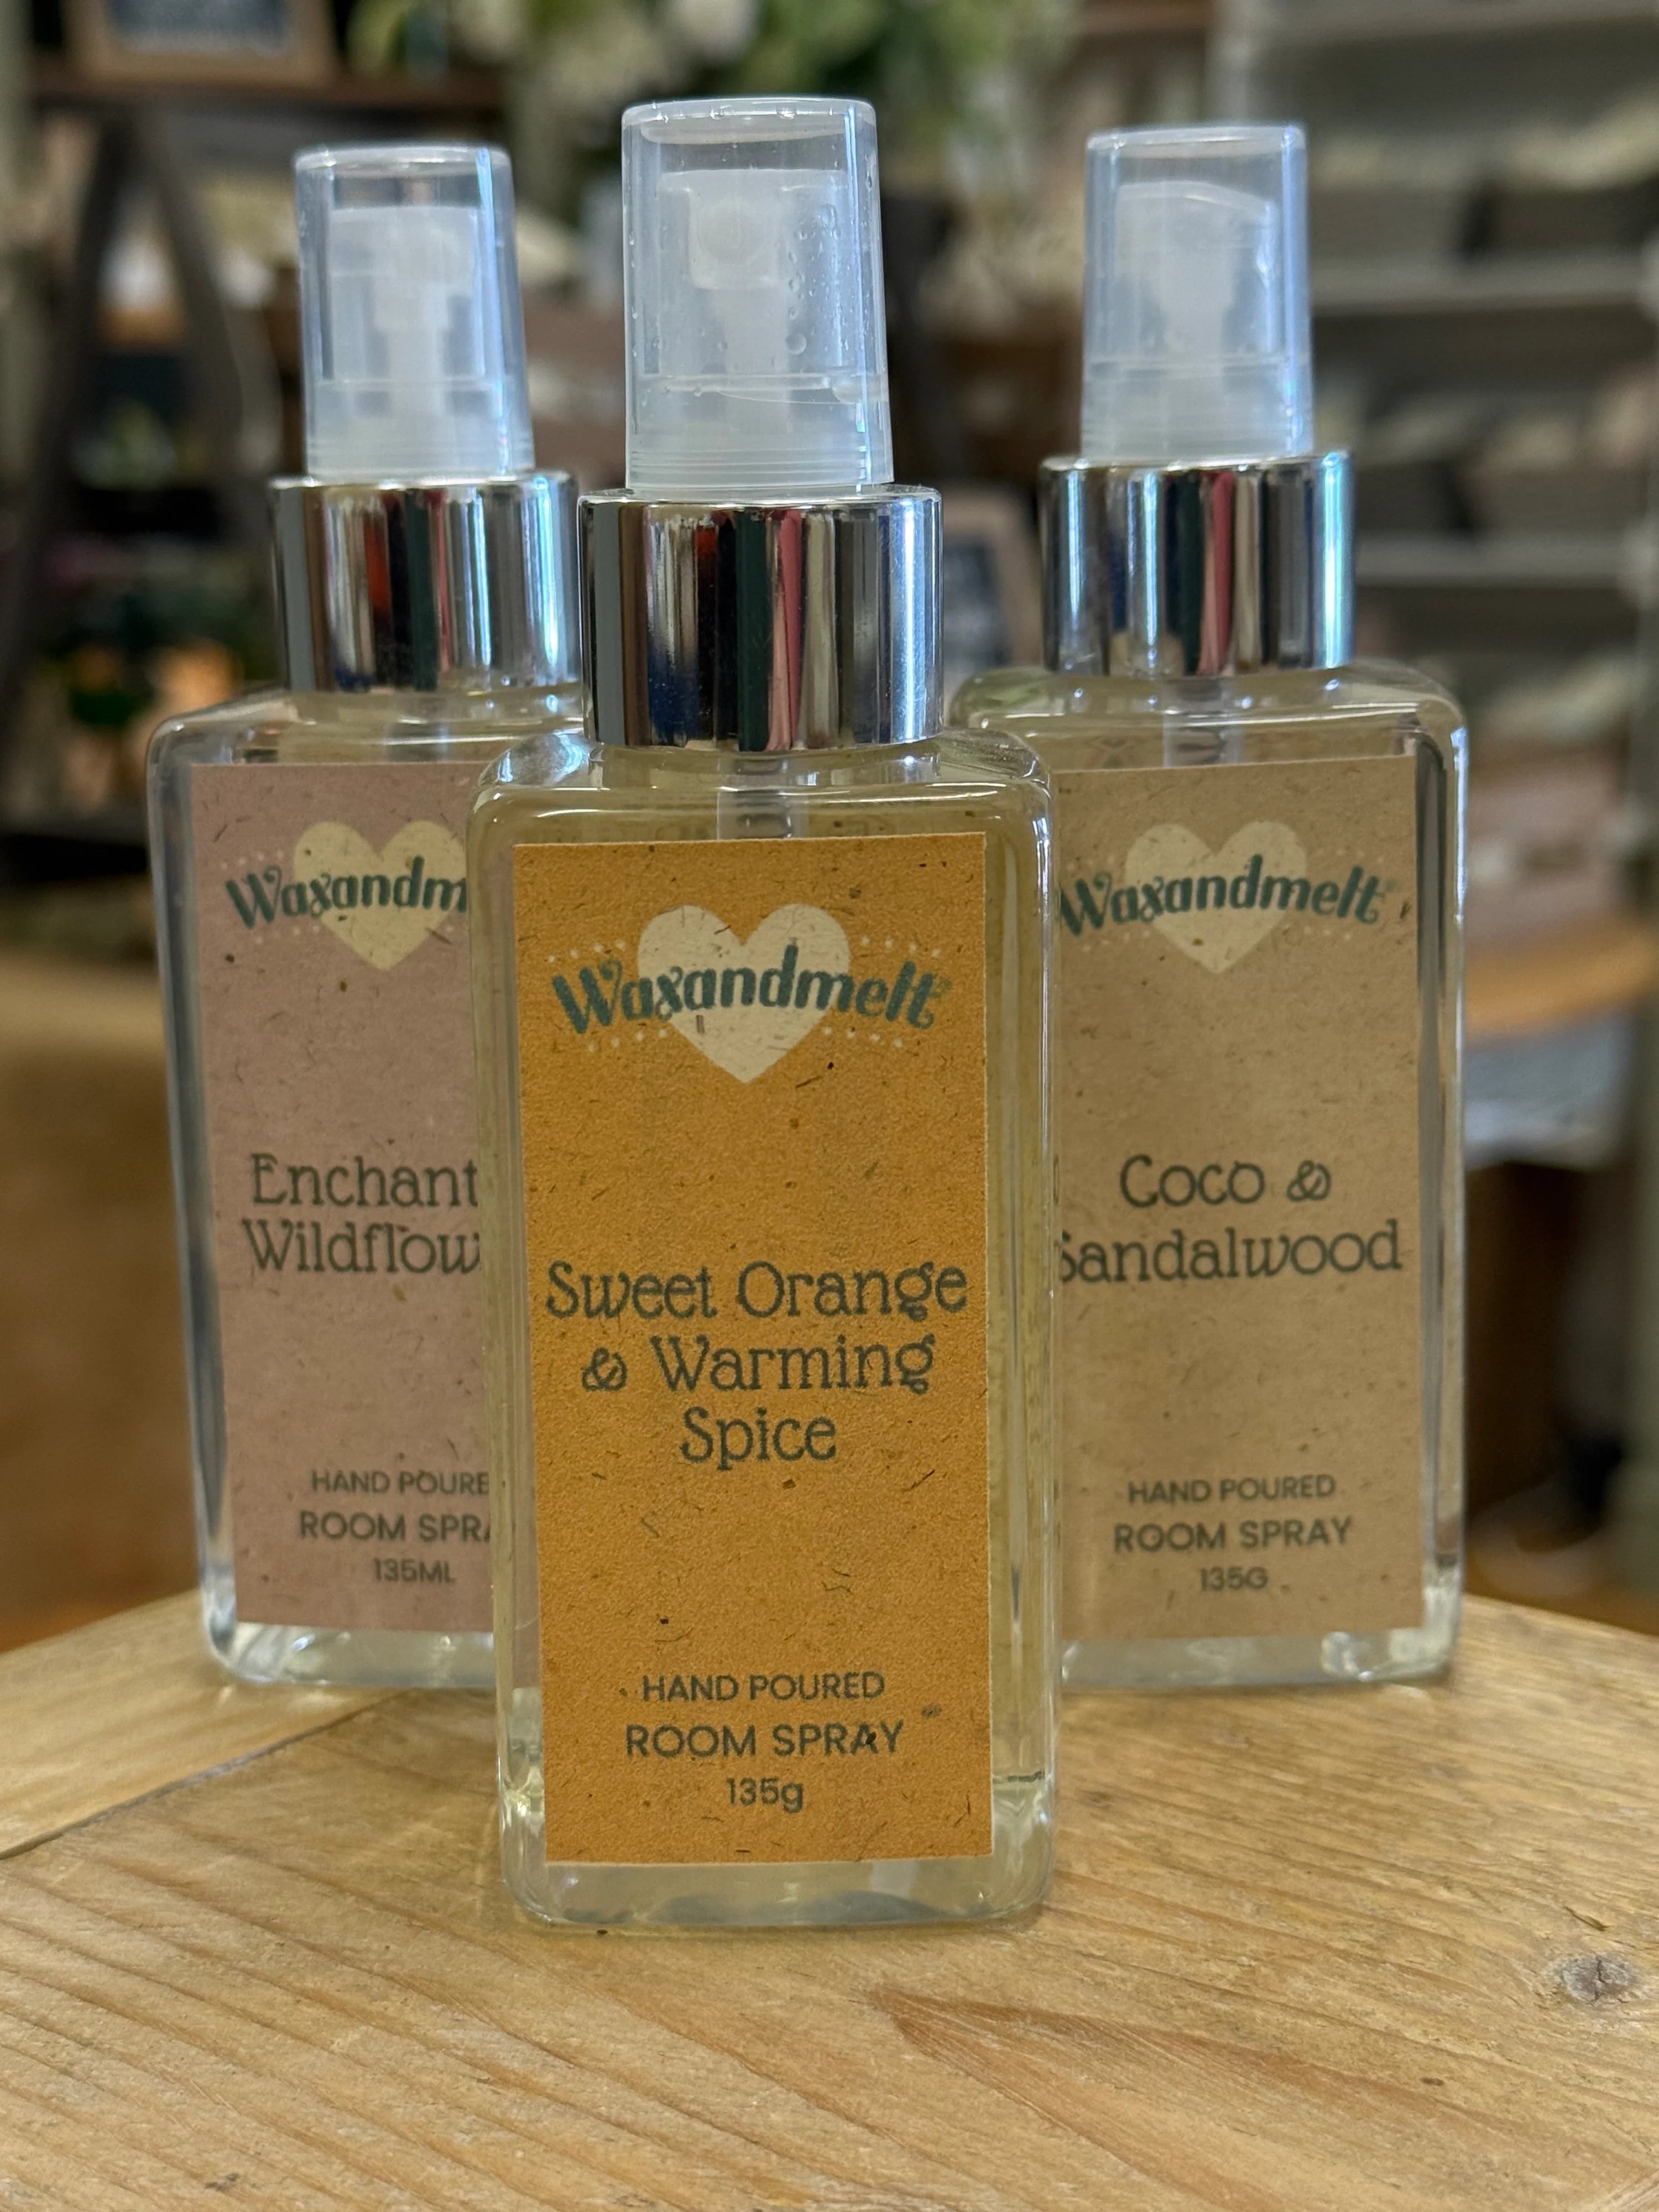 Waxandm
Enchant
Wildflow
HAND POURE
ROOM SPRA
135ML
Waxandmelt
Sweet Orange
& Warming
Spice
HAND POURED
ROOM SPRAY
135g
Waxandmelt
Coco &
Sandalwood
HAND POURED
ROOM SPRAY
135G